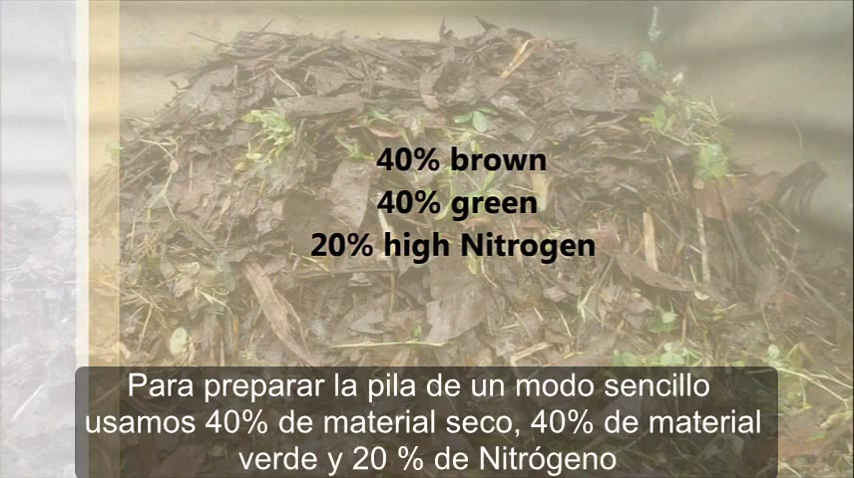 40% brown
40% green
20% high Nitrogen
Para preparar la pila de un modo sencillo
usamos 40% de material seco, 40% de material
verde y 20 % de Nitrógeno